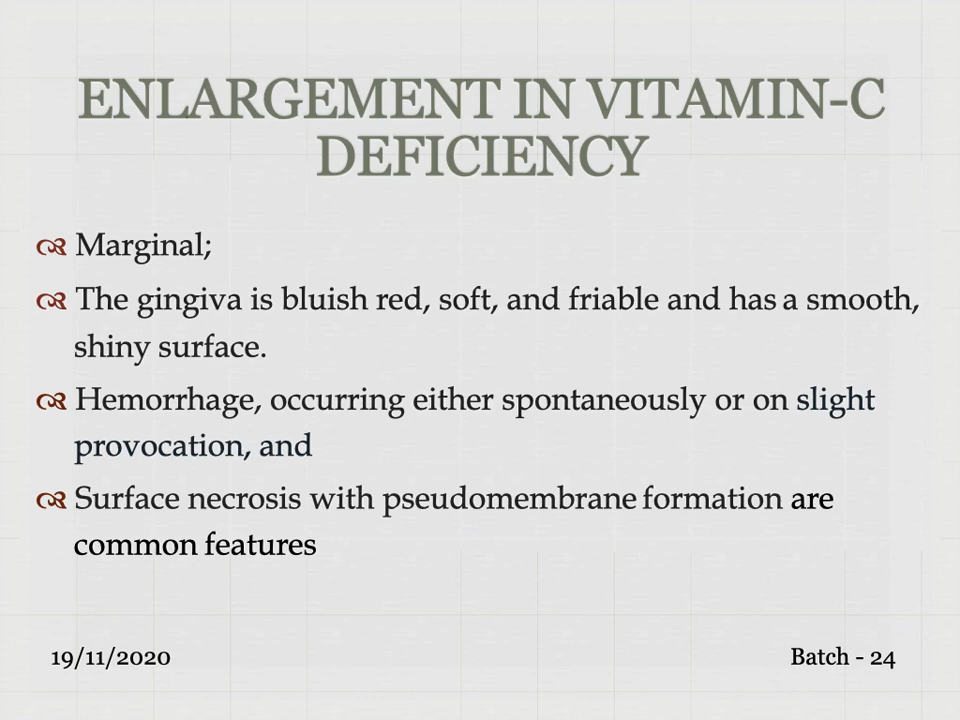 ENLARGEMENT IN VITAMIN-C
DEFICIENCY
Marginal;
The gingiva is bluish red, soft, and friable and has a smooth,
shiny surface.
Hemorrhage, occurring either spontaneously or on slight
provocation, and
Surface necrosis with pseudomembrane formation are
common features
19/11/2020
Batch - 24